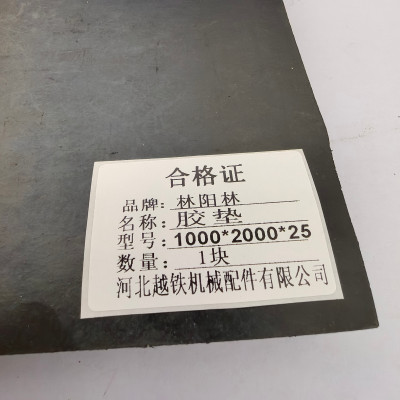 合格证
品牌：林阳林
名称：胶垫
型号：1000*2000*25
数量：1块
河北越铁机械配件有限公司